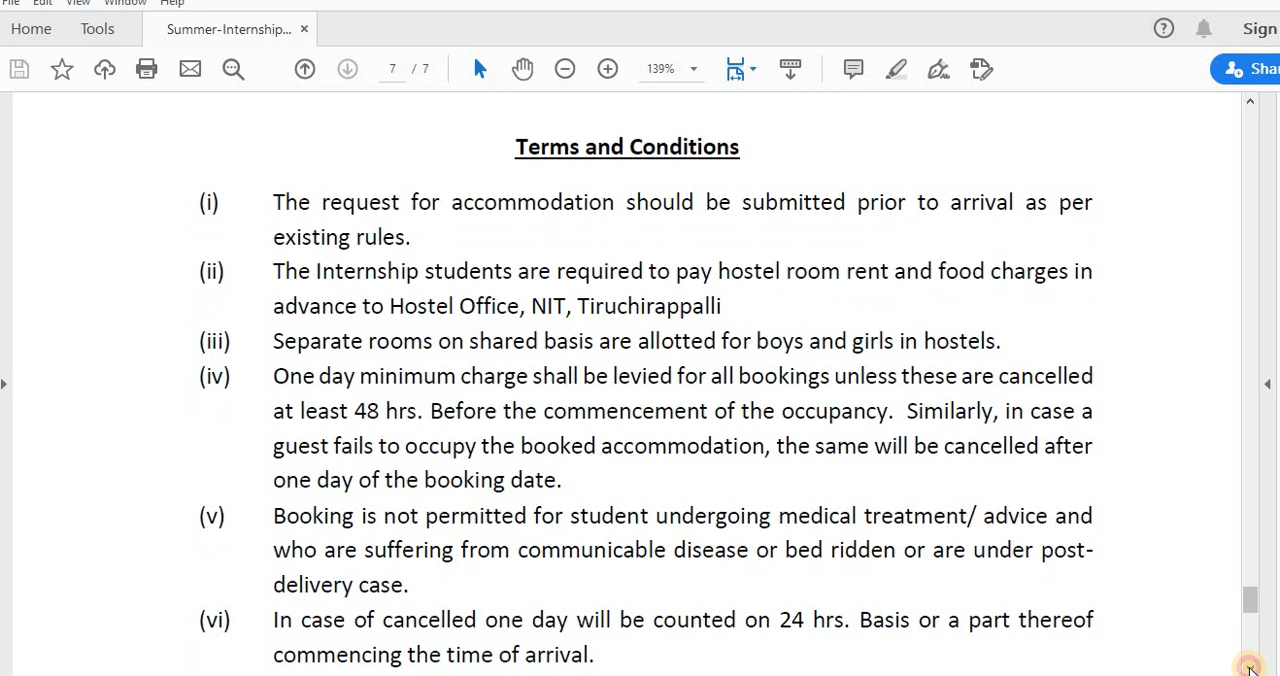 File Edit View Window Help
Home Tools Summer-Internship... × Sign
7 / 7 139% Shar
Terms and Conditions
(i) The request for accommodation should be submitted prior to arrival as per
existing rules.
(ii) The Internship students are required to pay hostel room rent and food charges in
advance to Hostel Office, NIT, Tiruchirappalli
(iii) Separate rooms on shared basis are allotted for boys and girls in hostels.
(iv) One day minimum charge shall be levied for all bookings unless these are cancelled
at least 48 hrs. Before the commencement of the occupancy. Similarly, in case a
guest fails to occupy the booked accommodation, the same will be cancelled after
one day of the booking date.
(v) Booking is not permitted for student undergoing medical treatment/ advice and
who are suffering from communicable disease or bed ridden or are under post-
delivery case.
(vi) In case of cancelled one day will be counted on 24 hrs. Basis or a part thereof
commencing the time of arrival.